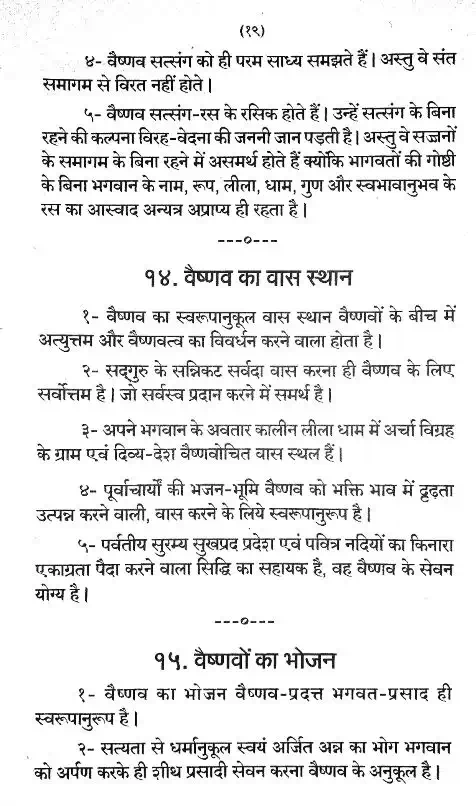 (१९)
४- वैष्णव सत्संग को ही परम साध्य समझते हैं। अस्तु वे संत
समागम से विरत नहीं होते।
५- वैष्णव सत्संग-रस के रसिक होते हैं। उन्हें सत्संग के बिना
रहने की कल्पना विरह-वेदना की जननी जान पड़ती है। अस्तु वे सज्जनों
के समागम के बिना रहने में असमर्थ होते हैं क्योंकि भागवतों की गोष्ठी
के बिना भगवान के नाम, रूप, लीला, धाम, गुण और स्वभावानुभव के
रस का आस्वाद अन्यत्र अप्राप्य ही रहता है।
---०---
१४. वैष्णव का वास स्थान
१- वैष्णव का स्वरूपानुकूल वास स्थान वैष्णवों के बीच में
अत्युत्तम और वैष्णवत्व का विवर्धन करने वाला होता है।
२- सद्‌गुरु के सन्निकट सर्वदा वास करना ही वैष्णव के लिए
सर्वोत्तम है। जो सर्वस्व प्रदान करने में समर्थ है।
३- अपने भगवान के अवतार कालीन लीला धाम में अर्चा विग्रह
के ग्राम एवं दिव्य-देश वैष्णवोचित वास स्थल हैं।
४- पूर्वाचार्यों की भजन-भूमि वैष्णव को भक्ति भाव में दृढ़ता
उत्पन्न करने वाली, वास करने के लिये स्वरूपानुरूप है।
५- पर्वतीय सुरम्य सुखप्रद प्रदेश एवं पवित्र नदियों का किनारा
एकाग्रता पैदा करने वाला सिद्धि का सहायक है, वह वैष्णव के सेवन
योग्य है।
---०---
१५. वैष्णवों का भोजन
१- वैष्णव का भोजन वैष्णव-प्रदत्त भगवत-प्रसाद ही
स्वरूपानुरूप है।
२- सत्यता से धर्मानुकूल स्वयं अर्जित अन्न का भोग भगवान
को अर्पण करके ही शीथ प्रसादी सेवन करना वैष्णव के अनुकूल है।